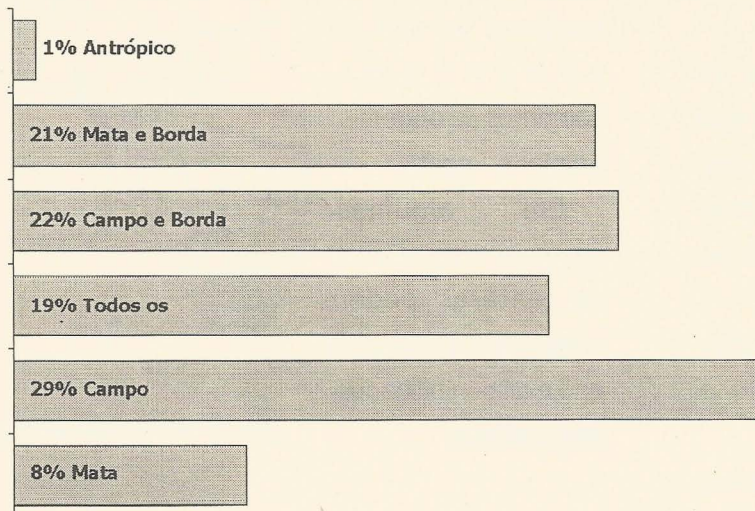 1% Antrópico
21% Mata e Borda
22% Campo e Borda
19% Todos os
29% Campo
8% Mata